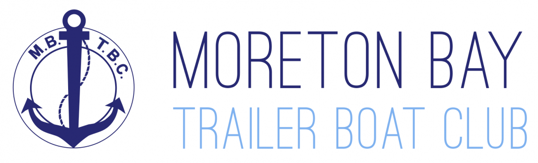 M.B. T.B.C.
MORETON BAY
TRAILER BOAT CLUB